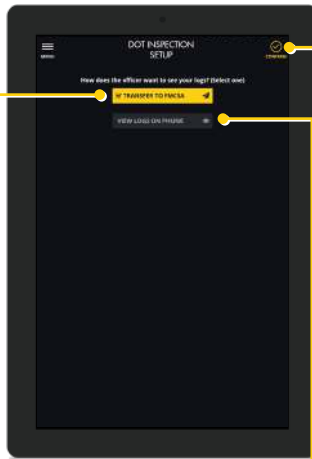 DOT INSPECTION
SETUP
MENU
CONFIRM
How does the officer want to see your logs? (Select one)
TRANSFER TO FMCSA
VIEW LOGS ON PHONE